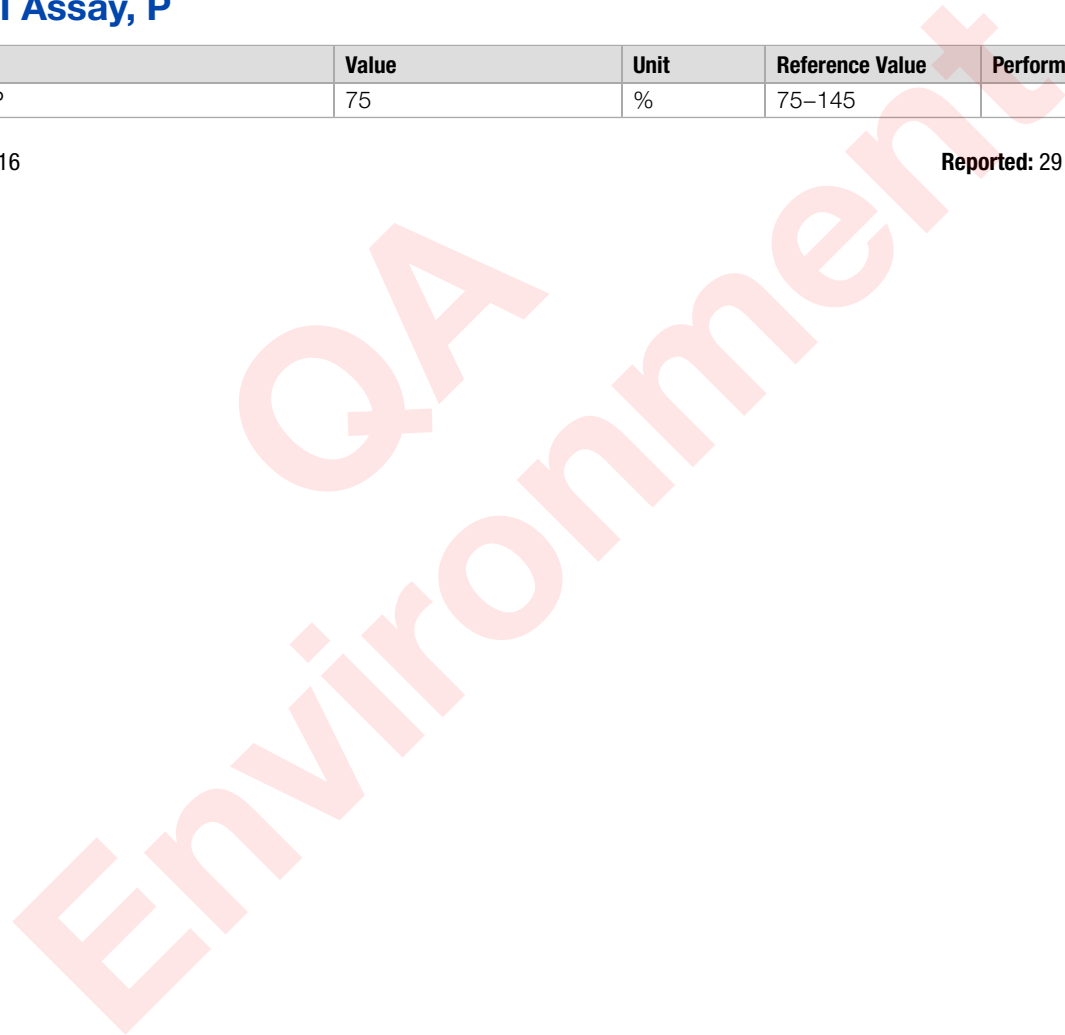 l Assay, P
Value Unit Reference Value Perform
P 75 % 75–145
16 Reported: 29
QA
Environment